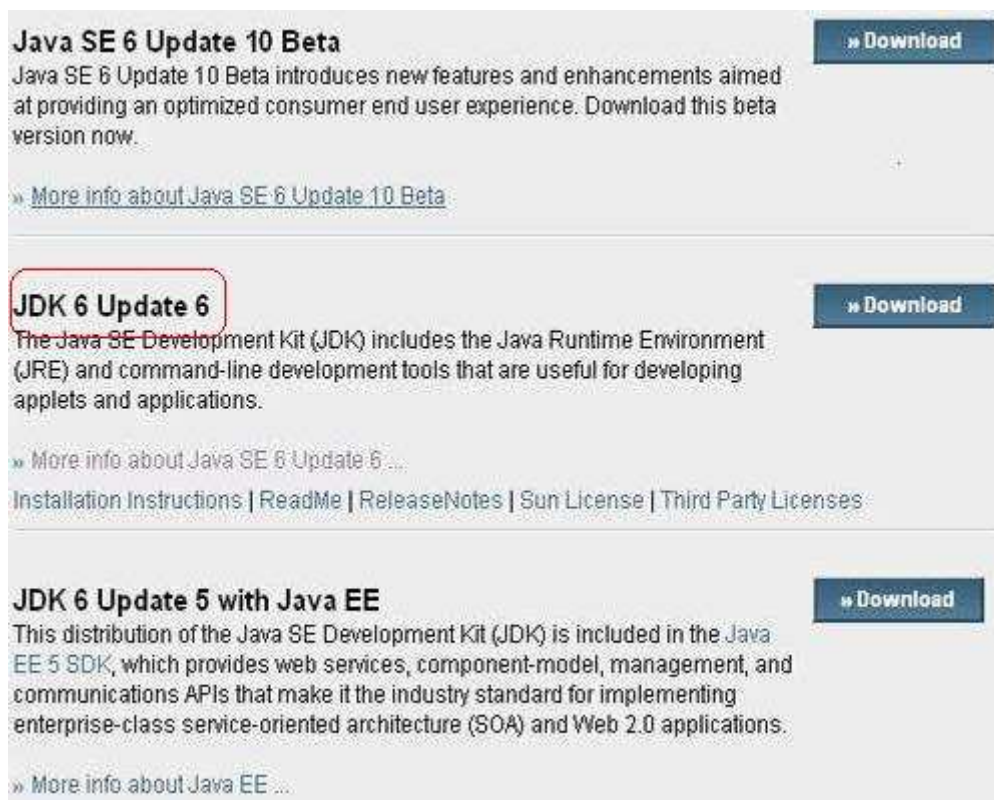 Java SE 6 Update 10 Beta
» Download
Java SE 6 Update 10 Beta introduces new features and enhancements aimed
at providing an optimized consumer end user experience. Download this beta
version now.
» More info about Java SE 6 Update 10 Beta
JDK 6 Update 6
» Download
The Java SE Development Kit (JDK) includes the Java Runtime Environment
(JRE) and command-line development tools that are useful for developing
applets and applications.
» More info about Java SE 6 Update 6 ...
Installation Instructions | ReadMe | ReleaseNotes | Sun License | Third Party Licenses
JDK 6 Update 5 with Java EE
» Download
This distribution of the Java SE Development Kit (JDK) is included in the Java
EE 5 SDK, which provides web services, component-model, management, and
communications APIs that make it the industry standard for implementing
enterprise-class service-oriented architecture (SOA) and Web 2.0 applications.
» More info about Java EE ...